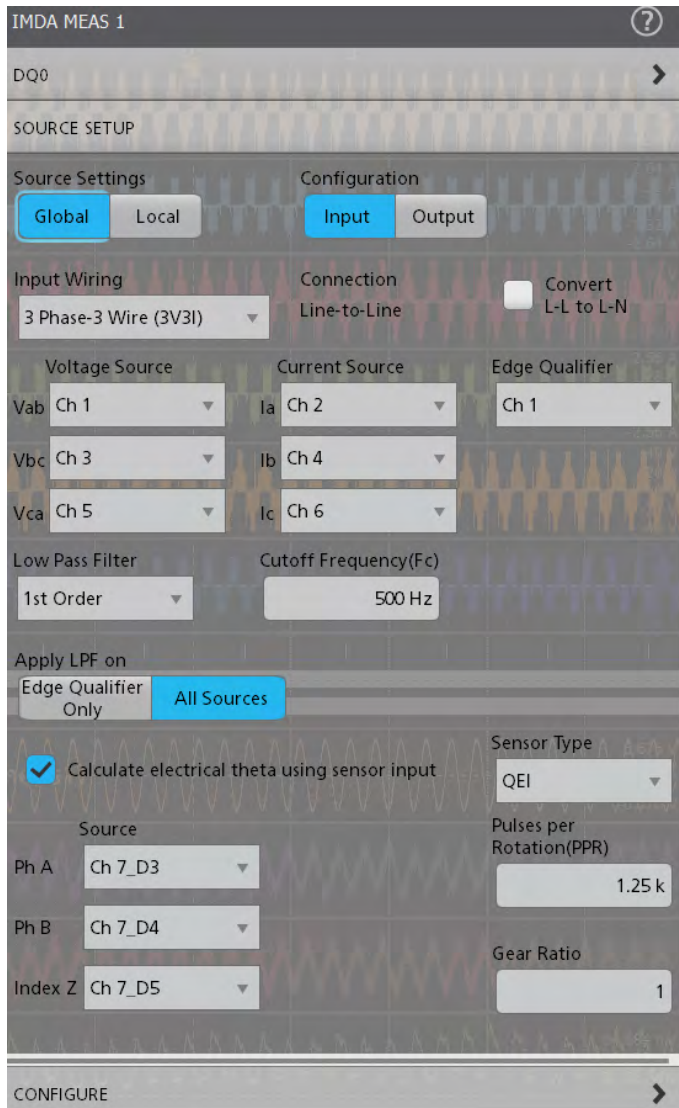 IMDA MEAS 1
?
DQ0
SOURCE SETUP
Source Settings
Configuration
Global Local
Input Output
Input Wiring
Connection
Convert
L-L to L-N
3 Phase-3 Wire (3V3I)
Line-to-Line
Voltage Source
Current Source
Edge Qualifier
Vab Ch 1
Ia Ch 2
Ch 1
Vbc Ch 3
Ib Ch 4
Vca Ch 5
Ic Ch 6
Low Pass Filter
Cutoff Frequency(Fc)
1st Order
500 Hz
Apply LPF on
Edge Qualifier
Only
All Sources
Calculate electrical theta using sensor input
Sensor Type
QEI
Source
Pulses per
Rotation(PPR)
Ph A Ch 7_D3
1.25 k
Ph B Ch 7_D4
Gear Ratio
Index Z Ch 7_D5
1
CONFIGURE